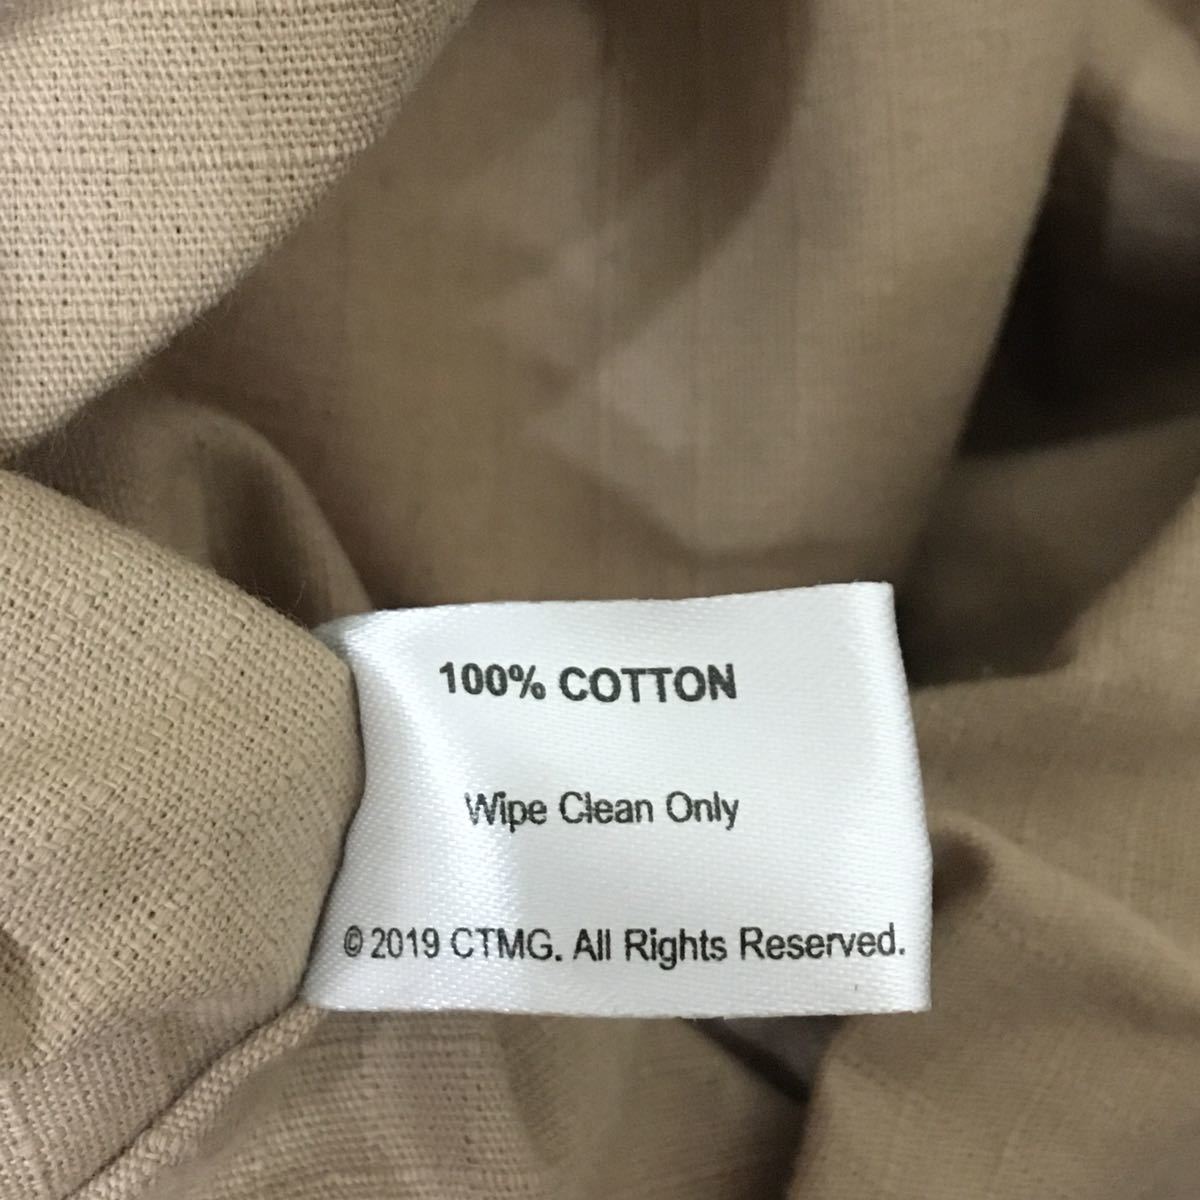 100% COTTON
Wipe Clean Only
© 2019 CTMG. All Rights Reserved.